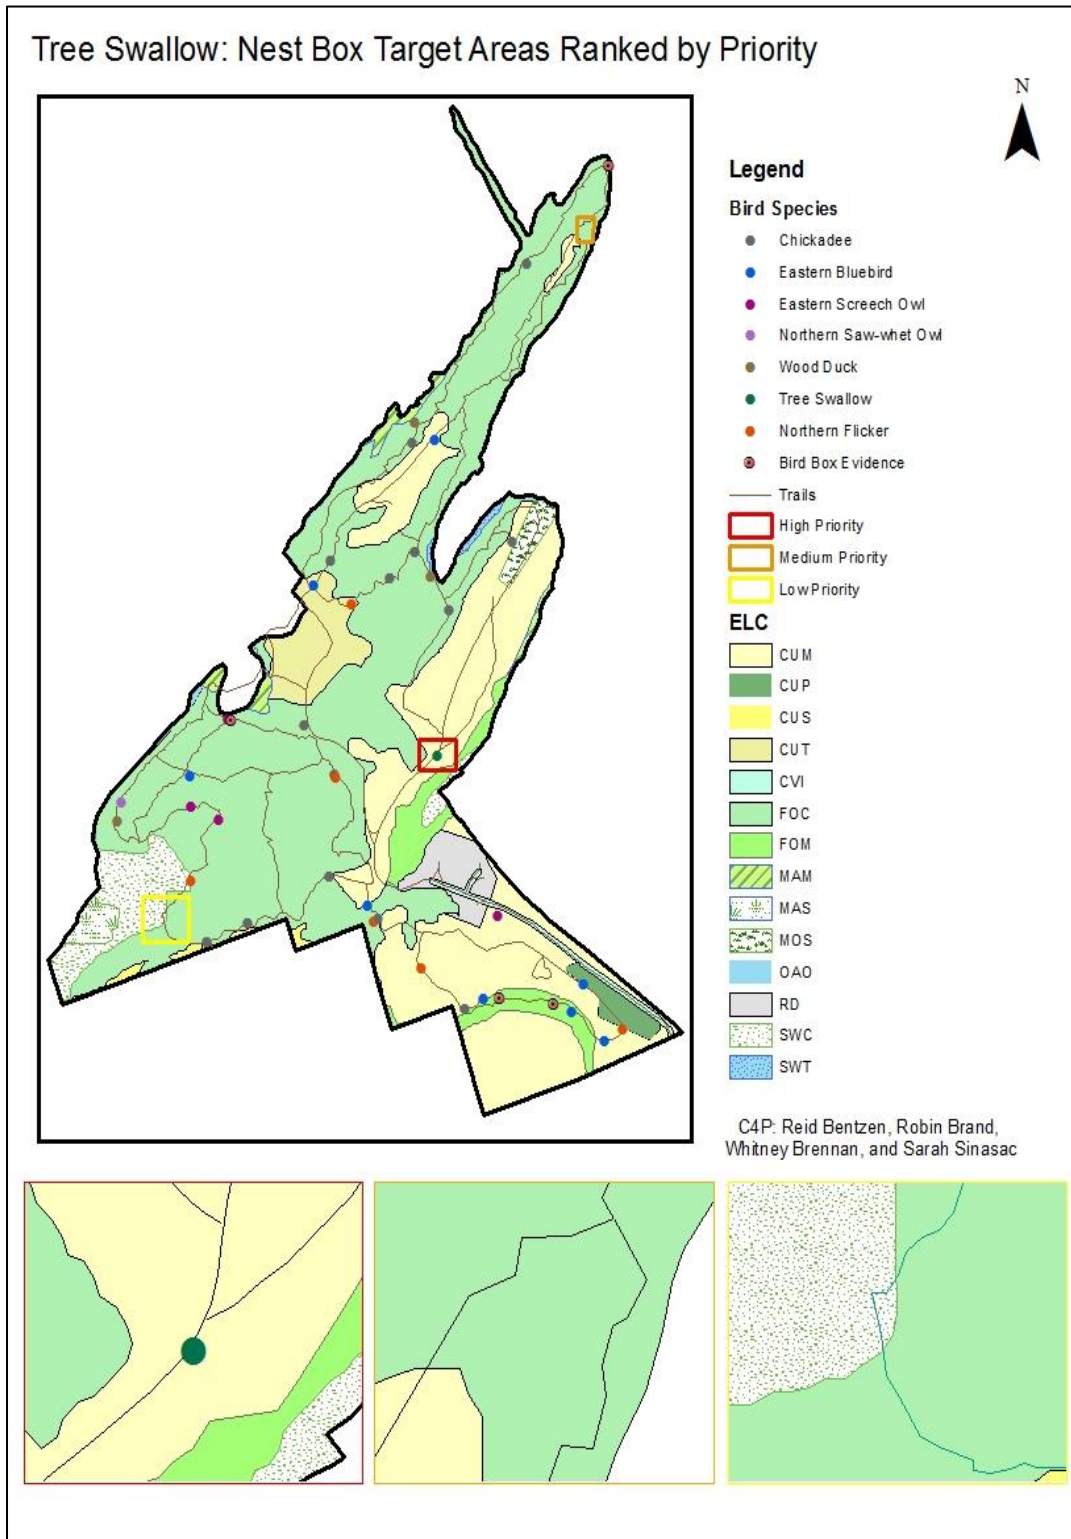 Tree Swallow: Nest Box Target Areas Ranked by Priority
N
Legend
Bird Species
Chickadee
Eastern Bluebird
Eastern Screech Owl
Northern Saw-whet Owl
Wood Duck
Tree Swallow
Northern Flicker
Bird Box Evidence
Trails
High Priority
Medium Priority
Low Priority
ELC
CUM
CUP
CUS
CUT
CVI
FOC
FOM
MAM
MAS
MOS
OAO
RD
SWC
SWT
C4P: Reid Bentzen, Robin Brand,
Whitney Brennan, and Sarah Sinasac